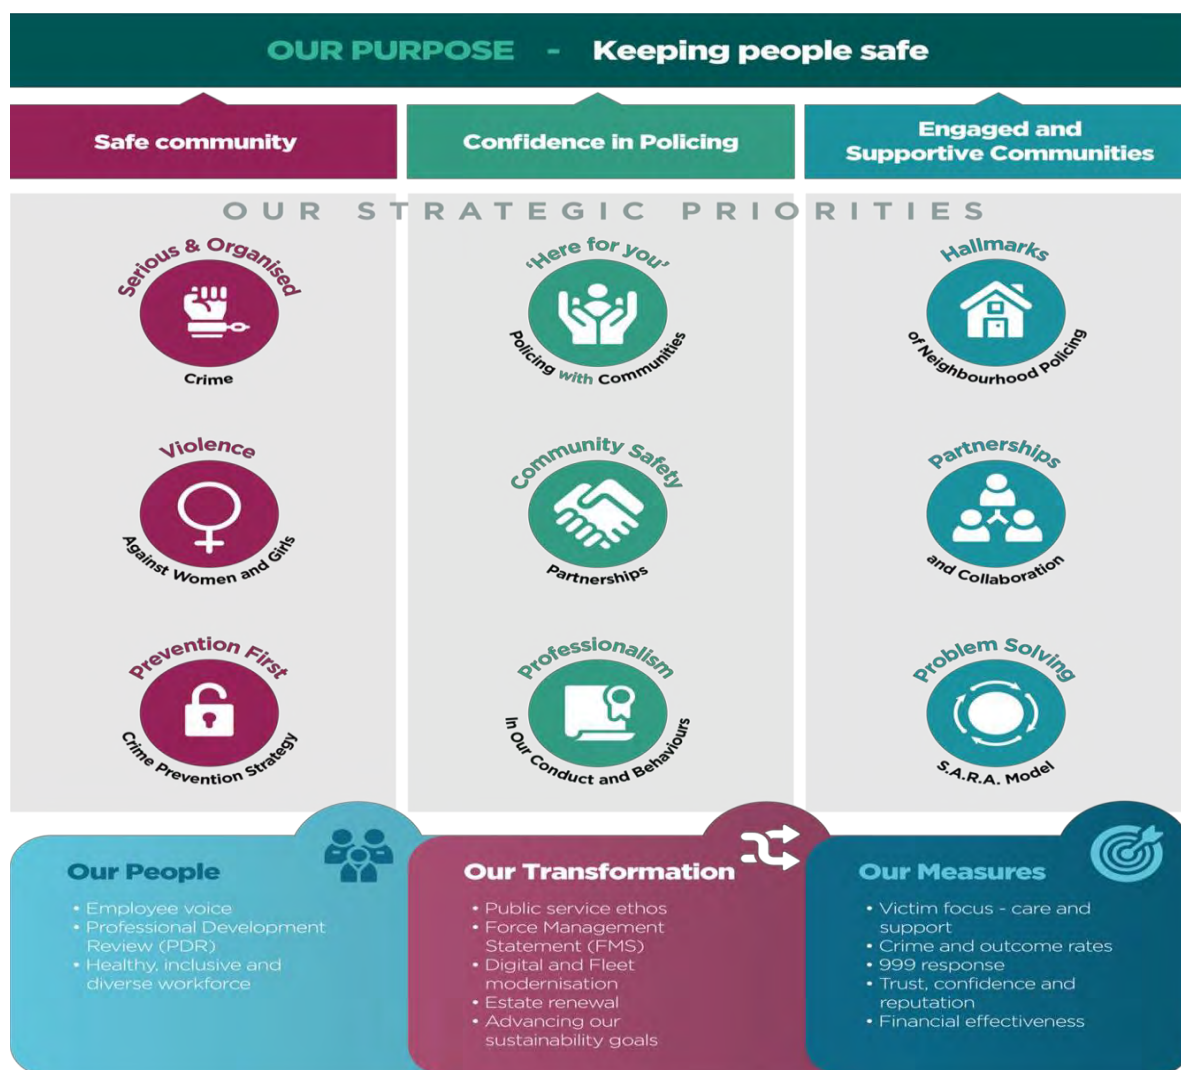 OUR PURPOSE - Keeping people safe
Safe community
Confidence in Policing
Engaged and
Supportive Communities
OUR STRATEGIC PRIORITIES
Serious & Organised
Crime
'Here for you'
Policing with Communities
Hallmarks
of Neighbourhood Policing
Violence
Against Women and Girls
Community Safety
Partnerships
Partnerships
and Collaboration
Prevention First
Crime Prevention Strategy
Professionalism
In Our Conduct and Behaviours
Problem Solving
S.A.R.A. Model
Our People
• Employee voice
• Professional Development
Review (PDR)
• Healthy, inclusive and
diverse workforce
Our Transformation
• Public service ethos
• Force Management
Statement (FMS)
• Digital and Fleet
modernisation
• Estate renewal
• Advancing our
sustainability goals
Our Measures
• Victim focus - care and
support
• Crime and outcome rates
• 999 response
• Trust, confidence and
reputation
• Financial effectiveness